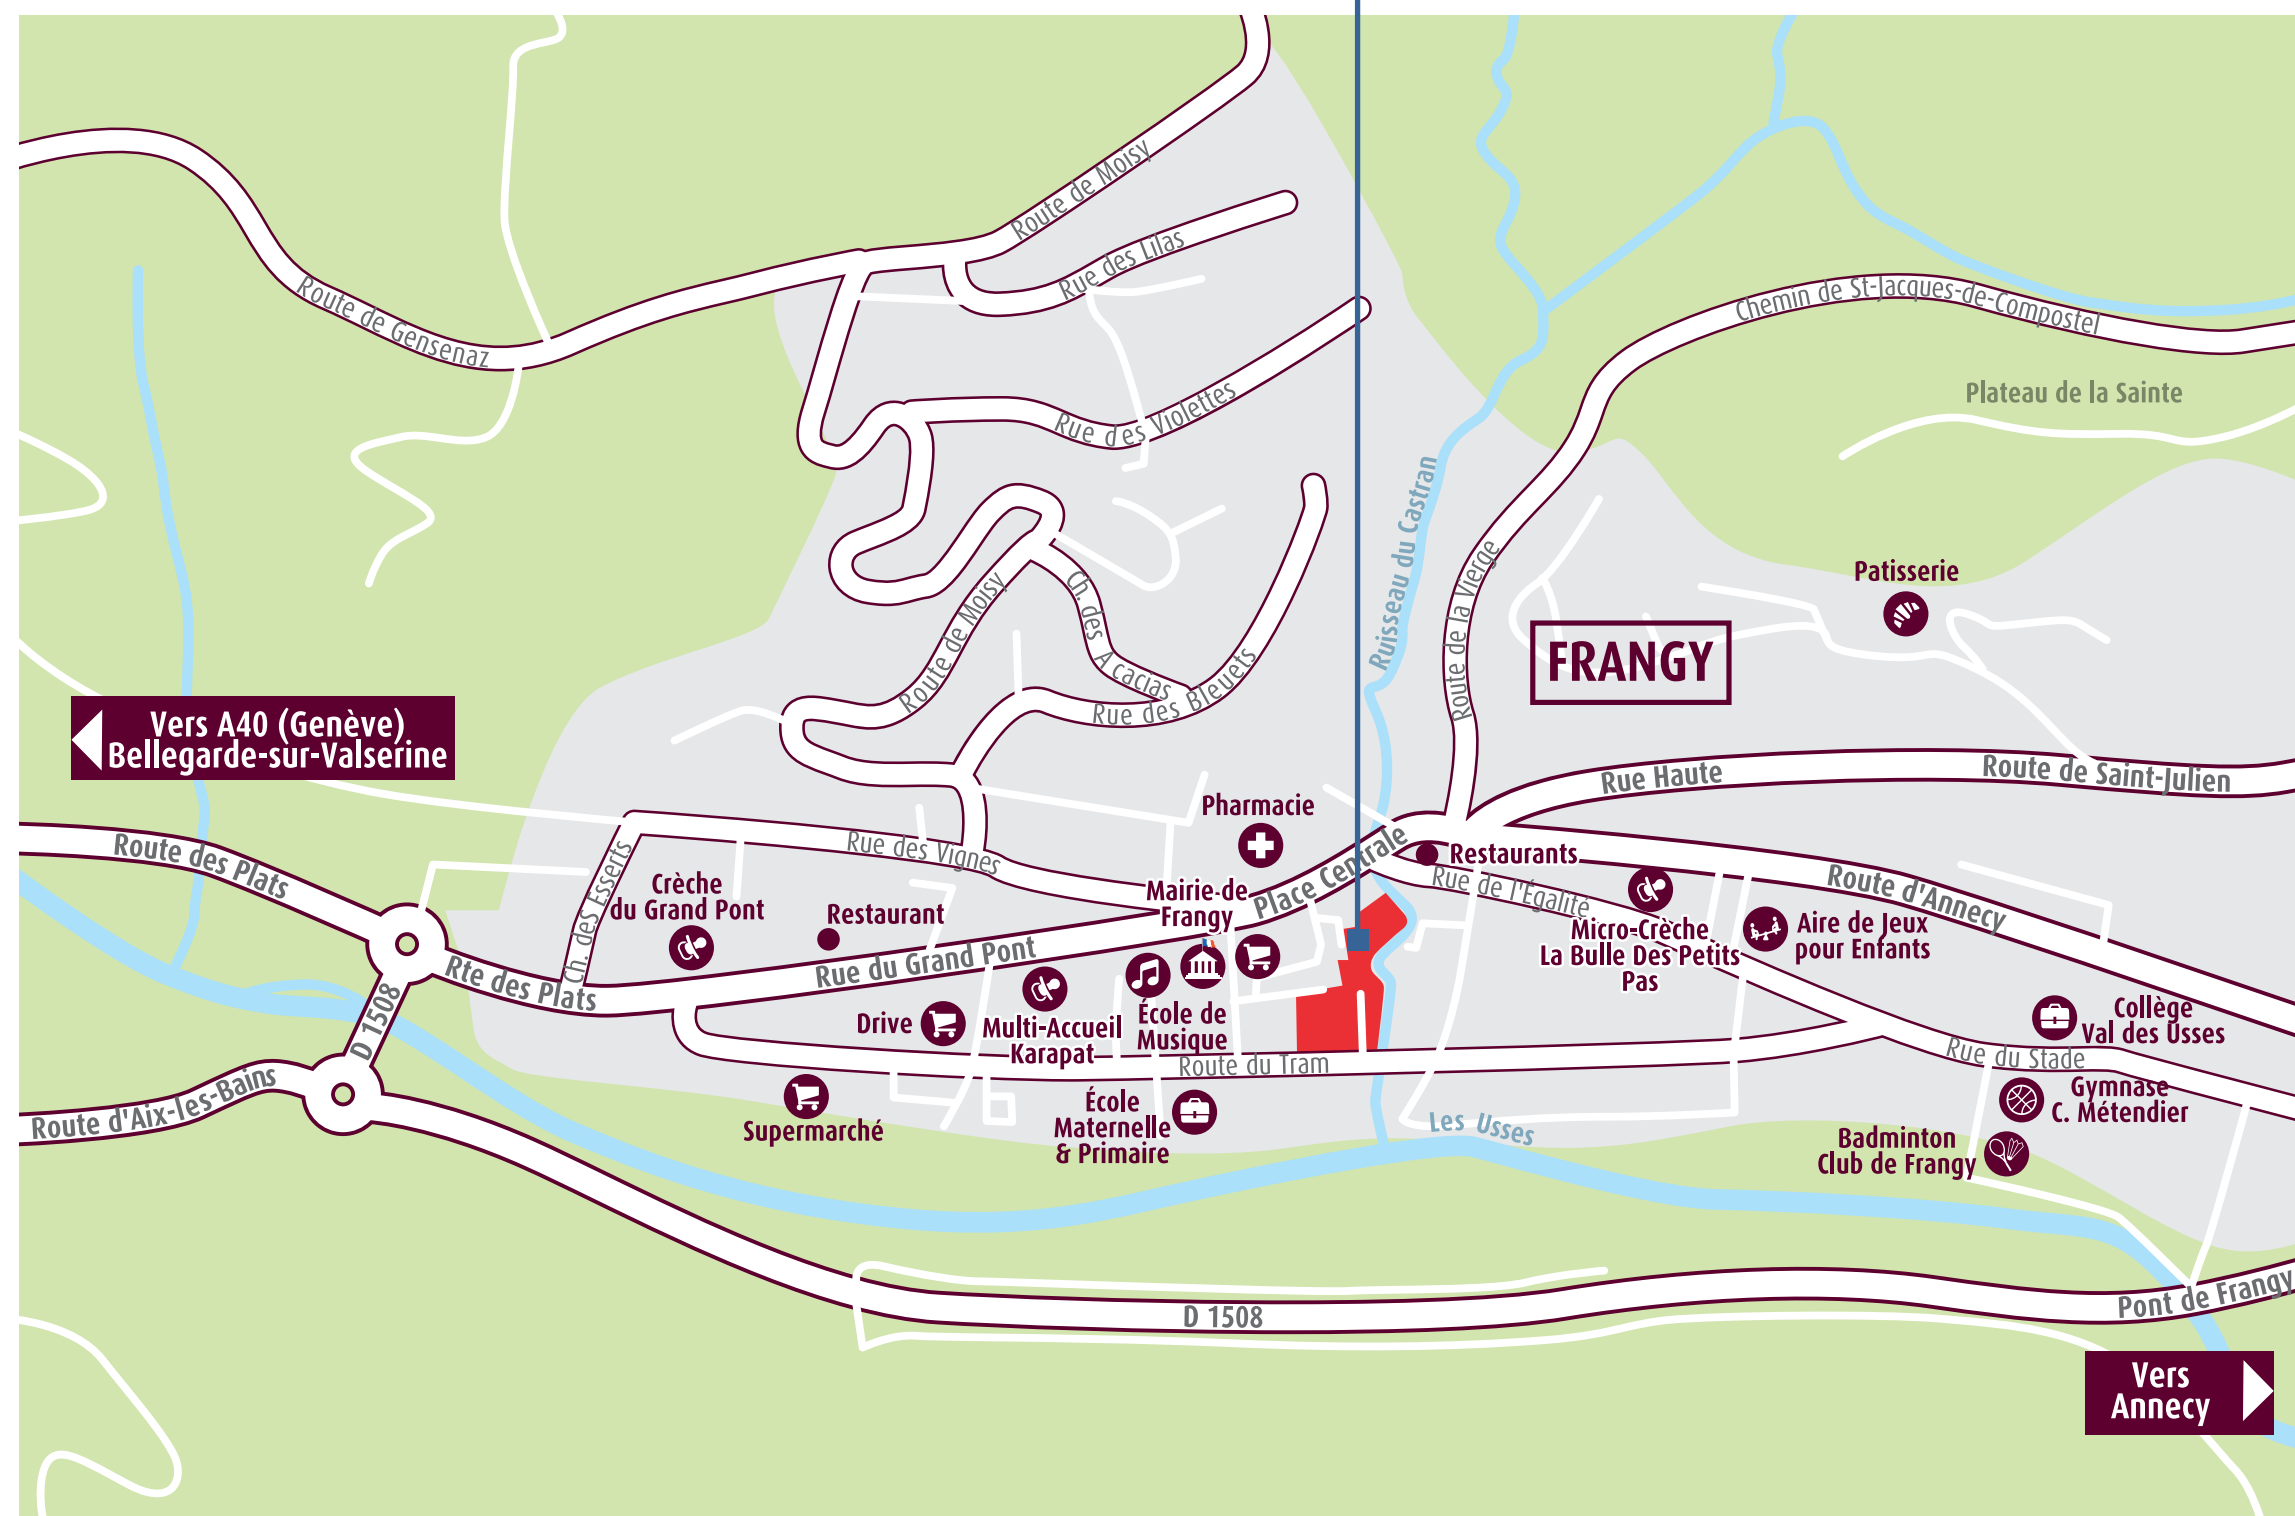 Route de Moisy
Rue des Lilas
Route de Gensenaz
Chemin de St-Jacques-de-Compostel
Plateau de la Sainte
Rue des Violettes
Ruisseau du Castran
Route de la Vierge
Patisserie
Route de Moisy
Ch. des Acacias
Rue des Bleuets
FRANGY
Vers A40 (Genève)
Bellegarde-sur-Valserine
Rue Haute
Route de Saint-Julien
Pharmacie
Route des Plats
Rue des Vignes
Place Centrale
Restaurants
Ch. des Esserts
Crèche
du Grand Pont
Restaurant
Mairie-de
Frangy
Rue de l'Égalité
Route d'Annecy
Micro-Crèche
La Bulle Des Petits
Pas
Aire de Jeux
pour Enfants
Rte des Plats
Rue du Grand Pont
D 1508
Drive
Multi-Accueil
Karapat
École de
Musique
Collège
Val des Usses
Route du Tram
Rue du Stade
Route d'Aix-les-Bains
Supermarché
École
Maternelle
& Primaire
Les Usses
Gymnase
C. Métendier
Badminton
Club de Frangy
D 1508
Pont de Frangy
Vers
Annecy